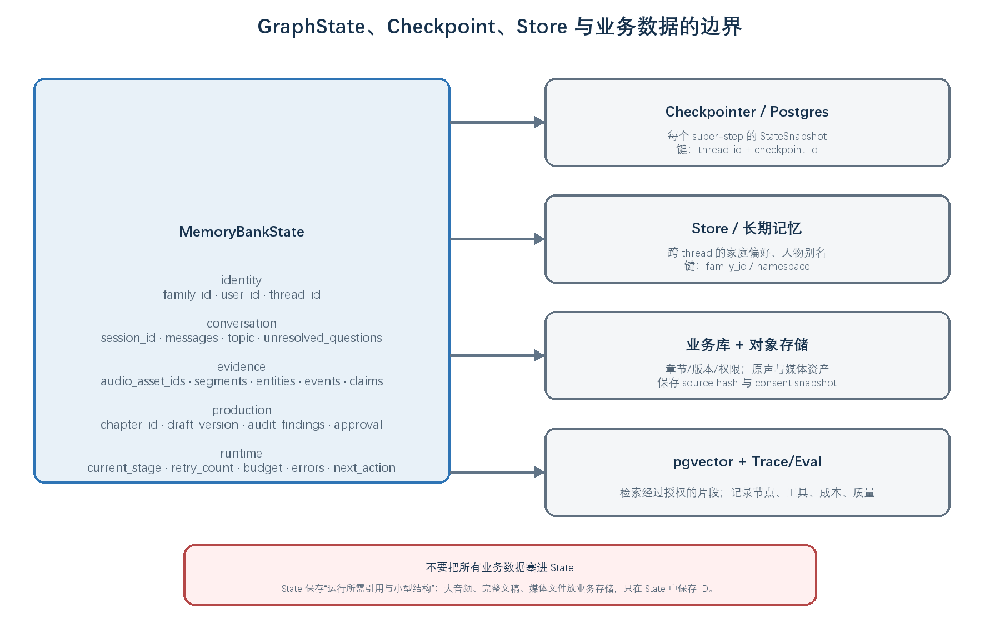 GraphState、Checkpoint、Store 与业务数据的边界
MemoryBankState
identity
family_id · user_id · thread_id
conversation
session_id · messages · topic · unresolved_questions
evidence
audio_asset_ids · segments · entities · events · claims
production
chapter_id · draft_version · audit_findings · approval
runtime
current_stage · retry_count · budget · errors · next_action
Checkpointer / Postgres
每个 super-step 的 StateSnapshot
键：thread_id + checkpoint_id
Store / 长期记忆
跨 thread 的家庭偏好、人物别名
键：family_id / namespace
业务库 + 对象存储
章节/版本/权限；原声与媒体资产
保存 source hash 与 consent snapshot
pgvector + Trace/Eval
检索经过授权的片段；记录节点、工具、成本、质量
不要把所有业务数据塞进 State
State 保存“运行所需引用与小型结构”；大音频、完整文稿、媒体文件放业务存储，只在 State 中保存 ID。